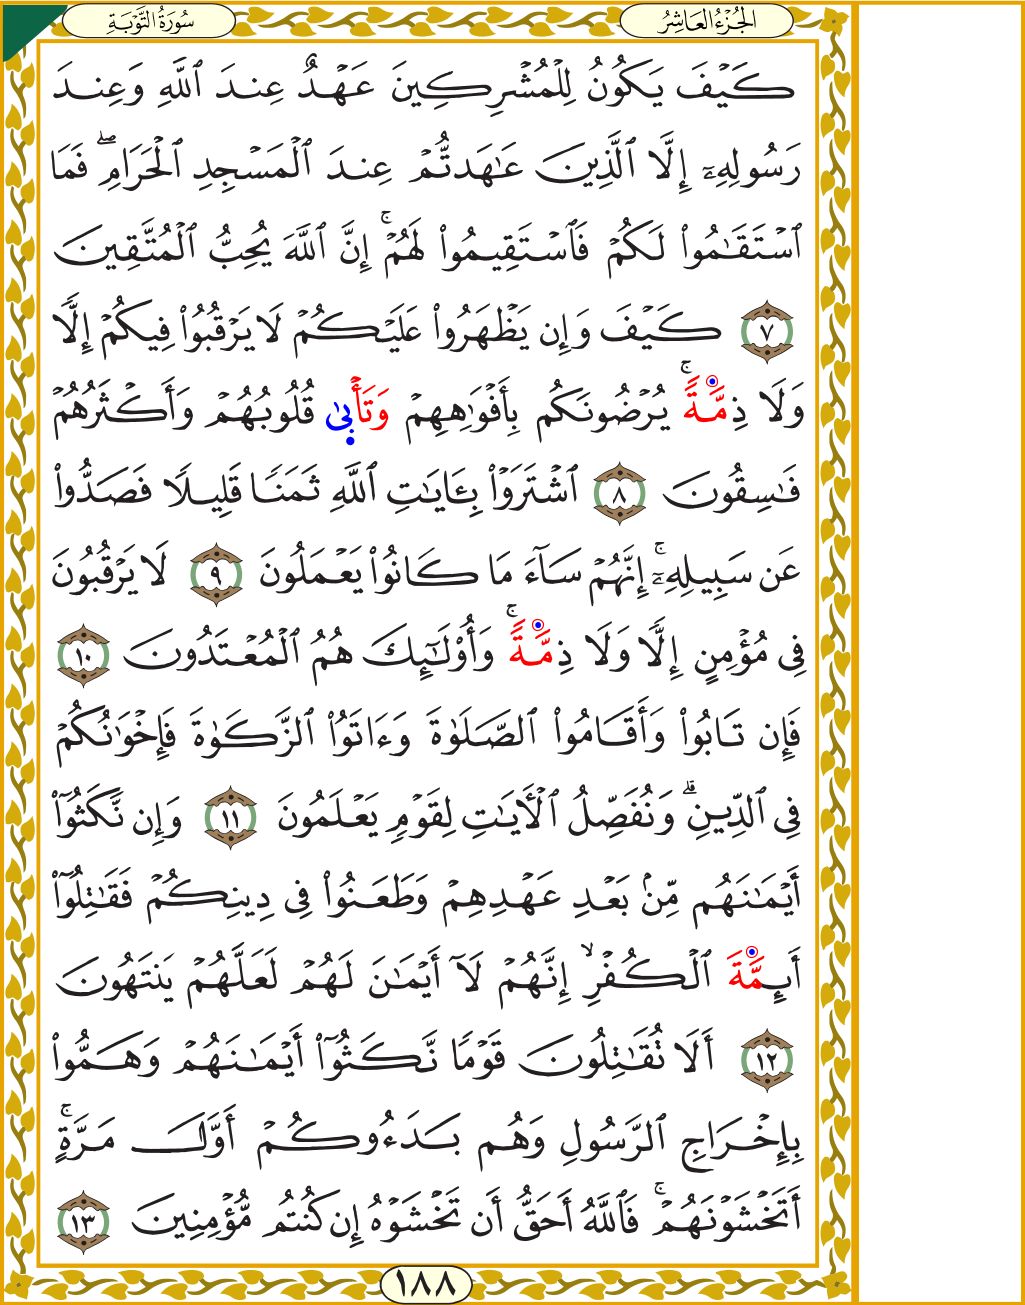 سُورَةُ التَّوْبَةِ
الجُزْءُ العَاشِرُ
كَيْفَ يَكُونُ لِلْمُشْرِكِينَ عَهْدٌ عِندَ ٱللَّهِ وَعِندَ
رَسُولِهِۦٓ إِلَّا ٱلَّذِينَ عَٰهَدتُّمْ عِندَ ٱلْمَسْجِدِ ٱلْحَرَامِ ۖ فَمَا
ٱسْتَقَٰمُوا۟ لَكُمْ فَٱسْتَقِيمُوا۟ لَهُمْ ۚ إِنَّ ٱللَّهَ يُحِبُّ ٱلْمُتَّقِينَ
٧ كَيْفَ وَإِن يَظْهَرُوا۟ عَلَيْكُمْ لَا يَرْقُبُوا۟ فِيكُمْ إِلًّا
وَلَا ذِمَّةً ۚ يُرْضُونَكُم بِأَفْوَٰهِهِمْ وَتَأْبَىٰ قُلُوبُهُمْ وَأَكْثَرُهُمْ
فَٰسِقُونَ ٨ ٱشْتَرَوْا۟ بِـَٔايَٰتِ ٱللَّهِ ثَمَنًا قَلِيلًا فَصَدُّوا۟
عَن سَبِيلِهِۦٓ ۚ إِنَّهُمْ سَآءَ مَا كَانُوا۟ يَعْمَلُونَ ٩ لَا يَرْقُبُونَ
فِى مُؤْمِنٍ إِلًّا وَلَا ذِمَّةً ۚ وَأُو۟لَٰٓئِكَ هُمُ ٱلْمُعْتَدُونَ ١٠
فَإِن تَابُوا۟ وَأَقَامُوا۟ ٱلصَّلَوٰةَ وَءَاتَوُا۟ ٱلزَّكَوٰةَ فَإِخْوَٰنُكُمْ
فِى ٱلدِّينِ ۗ وَنُفَصِّلُ ٱلْـَٔايَٰتِ لِقَوْمٍ يَعْلَمُونَ ١١ وَإِن نَّكَثُوٓا۟
أَيْمَٰنَهُم مِّنۢ بَعْدِ عَهْدِهِمْ وَطَعَنُوا۟ فِى دِينِكُمْ فَقَٰتِلُوٓا۟
أَئِمَّةَ ٱلْكُفْرِ ۙ إِنَّهُمْ لَآ أَيْمَٰنَ لَهُمْ لَعَلَّهُمْ يَنتَهُونَ
١٢ أَلَا تُقَٰتِلُونَ قَوْمًا نَّكَثُوٓا۟ أَيْمَٰنَهُمْ وَهَمُّوا۟
بِإِخْرَاجِ ٱلرَّسُولِ وَهُم بَدَءُوكُمْ أَوَّلَ مَرَّةٍ ۚ
أَتَخْشَوْنَهُمْ ۚ فَٱللَّهُ أَحَقُّ أَن تَخْشَوْهُ إِن كُنتُم مُّؤْمِنِينَ ١٣
١٨٨